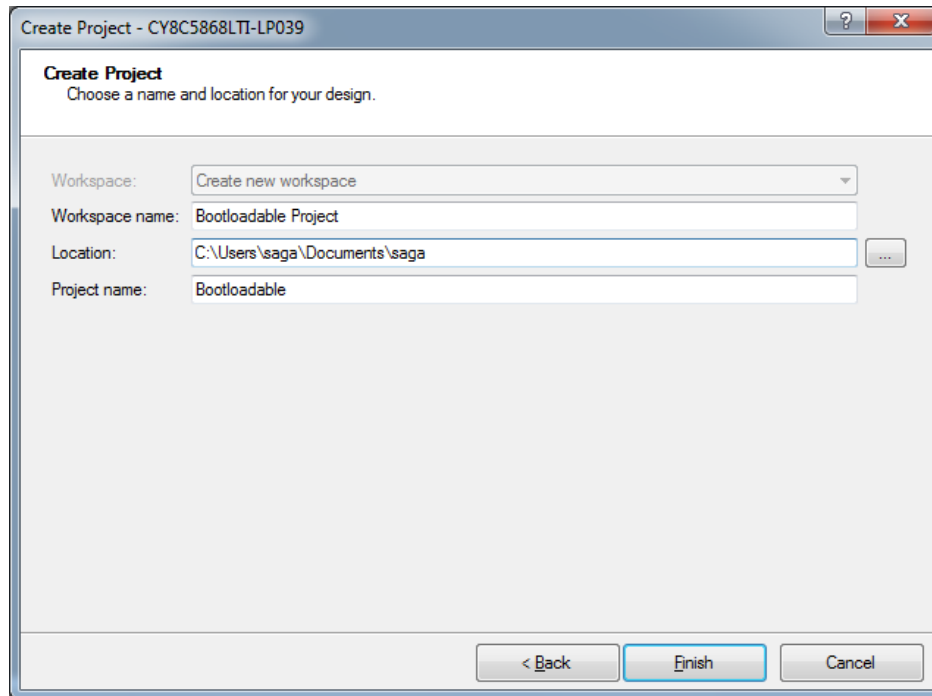 Create Project - CY8C5868LTI-LP039
Create Project
Choose a name and location for your design.
Workspace: Create new workspace
Workspace name: Bootloadable Project
Location: C:\Users\saga\Documents\saga ...
Project name: Bootloadable
< Back Finish Cancel